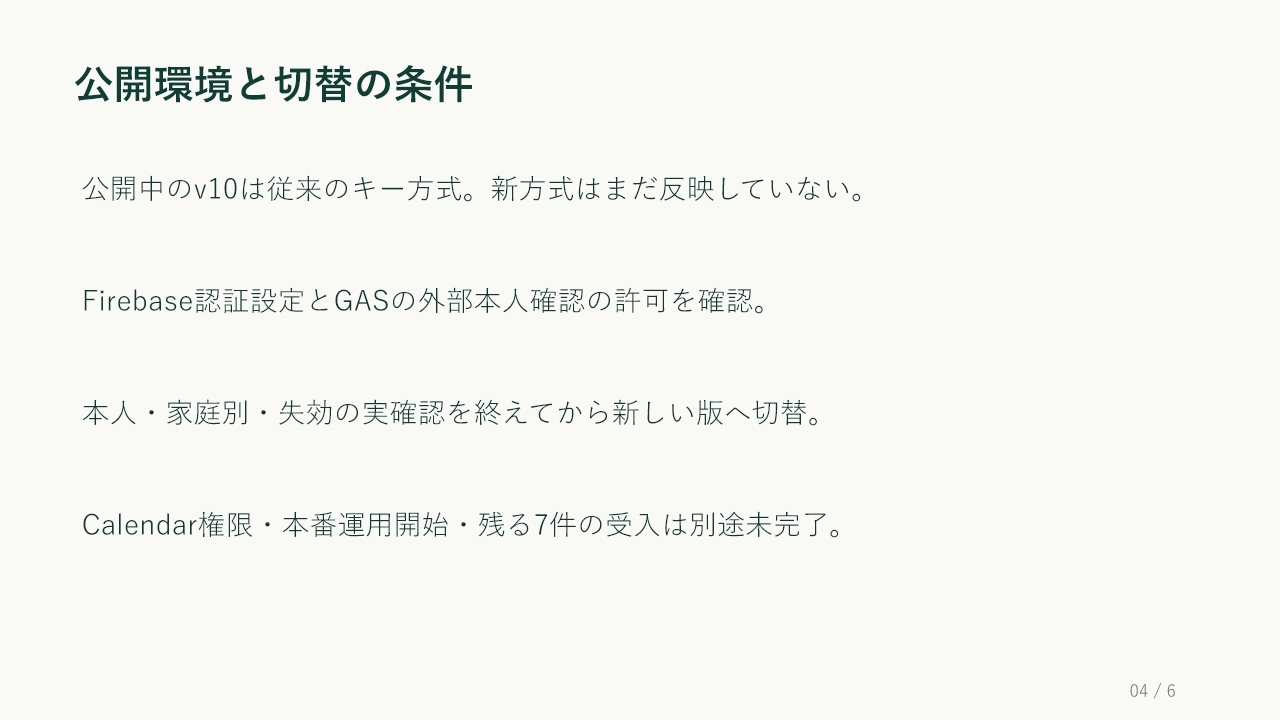 公開環境と切替の条件
公開中のv10は従来のキー方式。新方式はまだ反映していない。
Firebase認証設定とGASの外部本人確認の許可を確認。
本人・家庭別・失効の実確認を終えてから新しい版へ切替。
Calendar権限・本番運用開始・残る7件の受入は別途未完了。
04 / 6